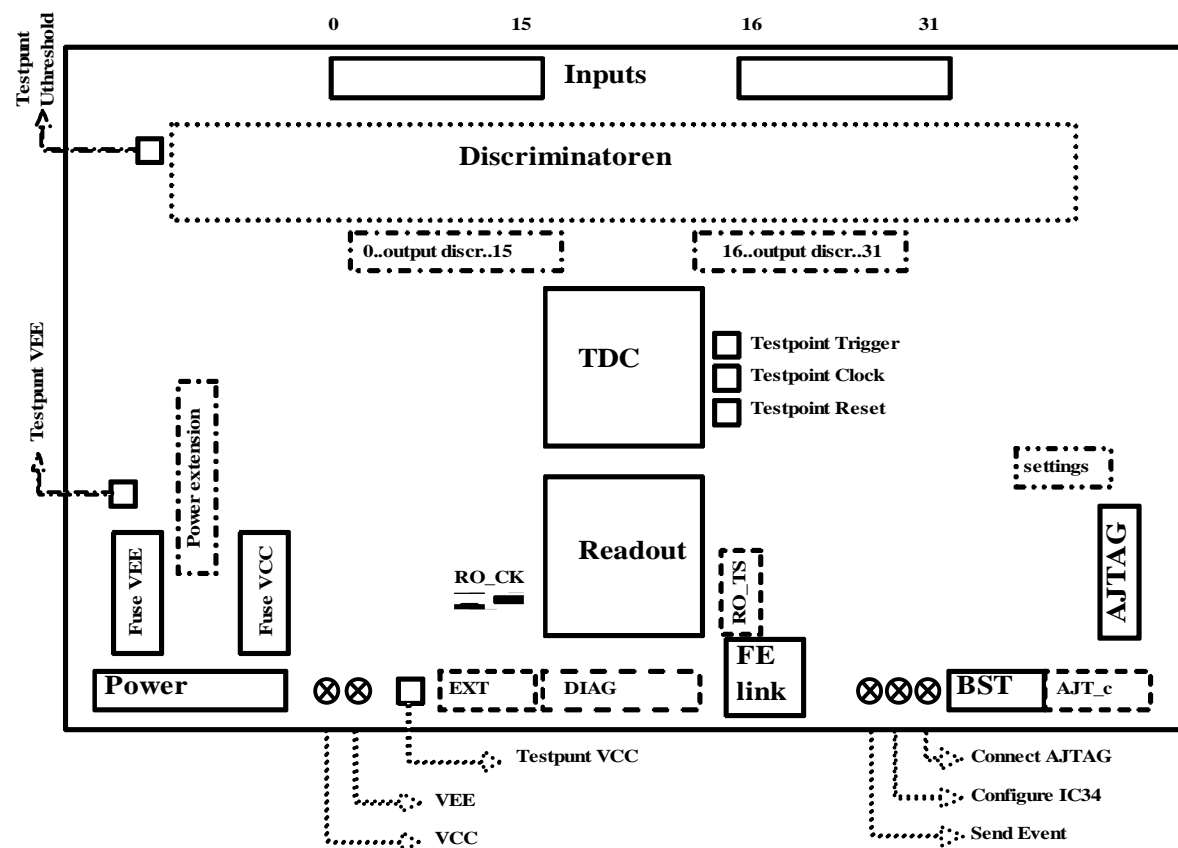 0 15 16 31
Testpunt
Uthreshold
Inputs
Discriminatoren
0..output discr..15
16..output discr..31
TDC
Testpoint Trigger
Testpoint Clock
Testpoint Reset
Testpunt VEE
Power extension
settings
Fuse VEE
Fuse VCC
RO_CK
Readout
RO_TS
AJTAG
Power
EXT
DIAG
FE
link
BST
AJT_c
Testpunt VCC
VEE
VCC
Connect AJTAG
Configure IC34
Send Event